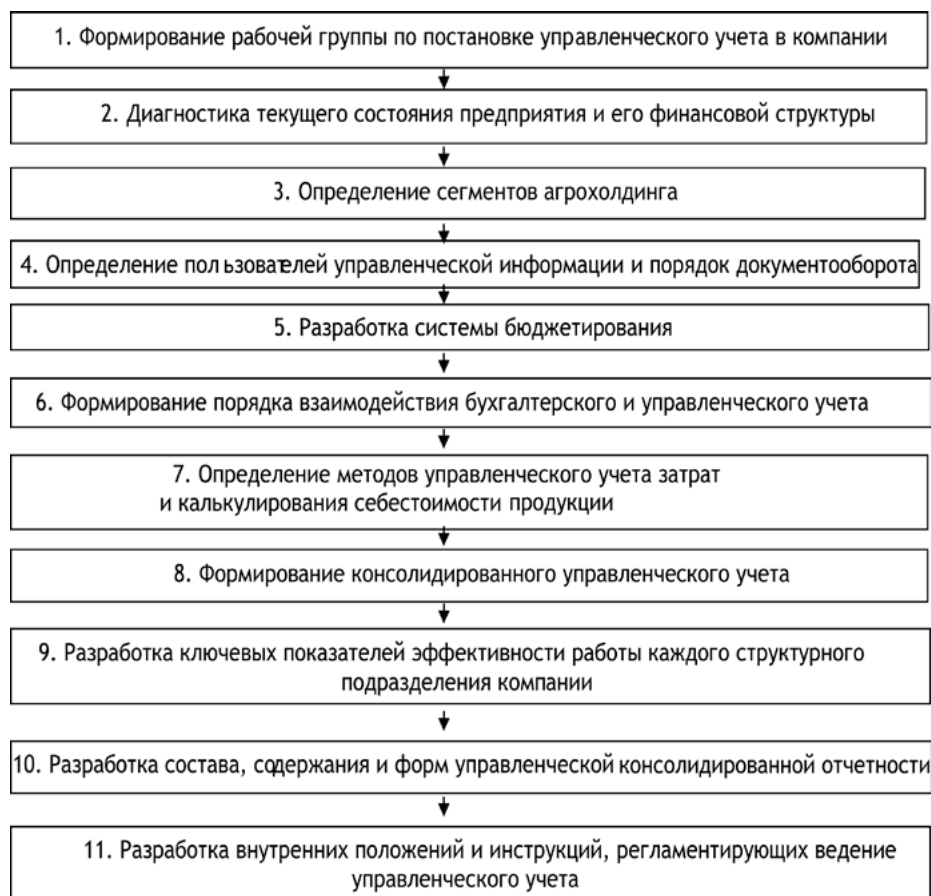 1. Формирование рабочей группы по постановке управленческого учета в компании
2. Диагностика текущего состояния предприятия и его финансовой структуры
3. Определение сегментов агрохолдинга
4. Определение пользователей управленческой информации и порядок документооборота
5. Разработка системы бюджетирования
6. Формирование порядка взаимодействия бухгалтерского и управленческого учета
7. Определение методов управленческого учета затрат
и калькулирования себестоимости продукции
8. Формирование консолидированного управленческого учета
9. Разработка ключевых показателей эффективности работы каждого структурного
подразделения компании
10. Разработка состава, содержания и форм управленческой консолидированной отчетности
11. Разработка внутренних положений и инструкций, регламентирующих ведение
управленческого учета